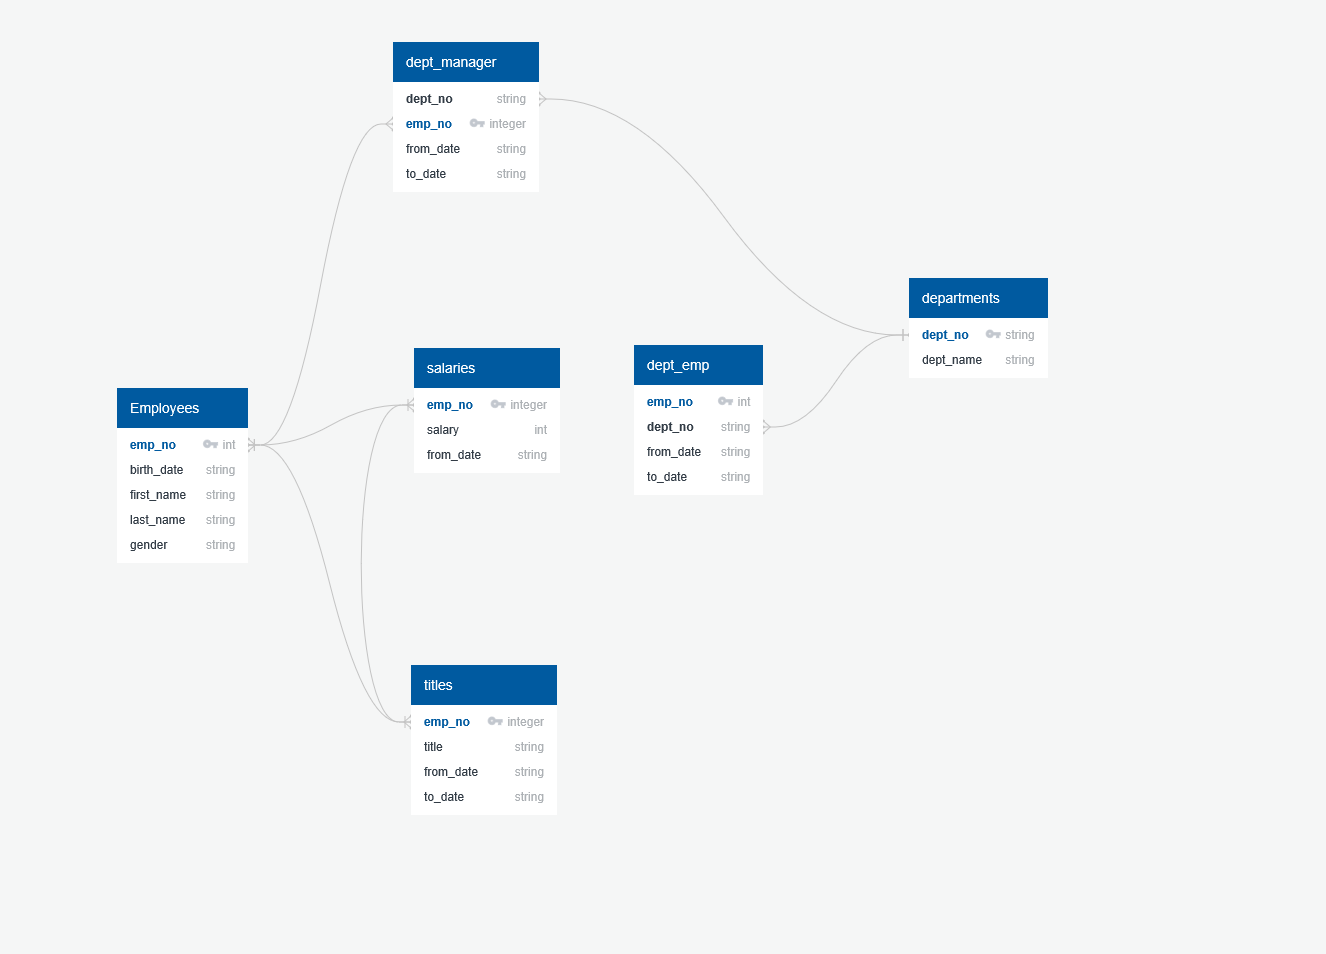 dept_manager
dept_no string
emp_no integer
from_date string
to_date string
departments
dept_no string
dept_name string
salaries
emp_no integer
salary int
from_date string
dept_emp
emp_no int
dept_no string
from_date string
to_date string
Employees
emp_no int
birth_date string
first_name string
last_name string
gender string
titles
emp_no integer
title string
from_date string
to_date string